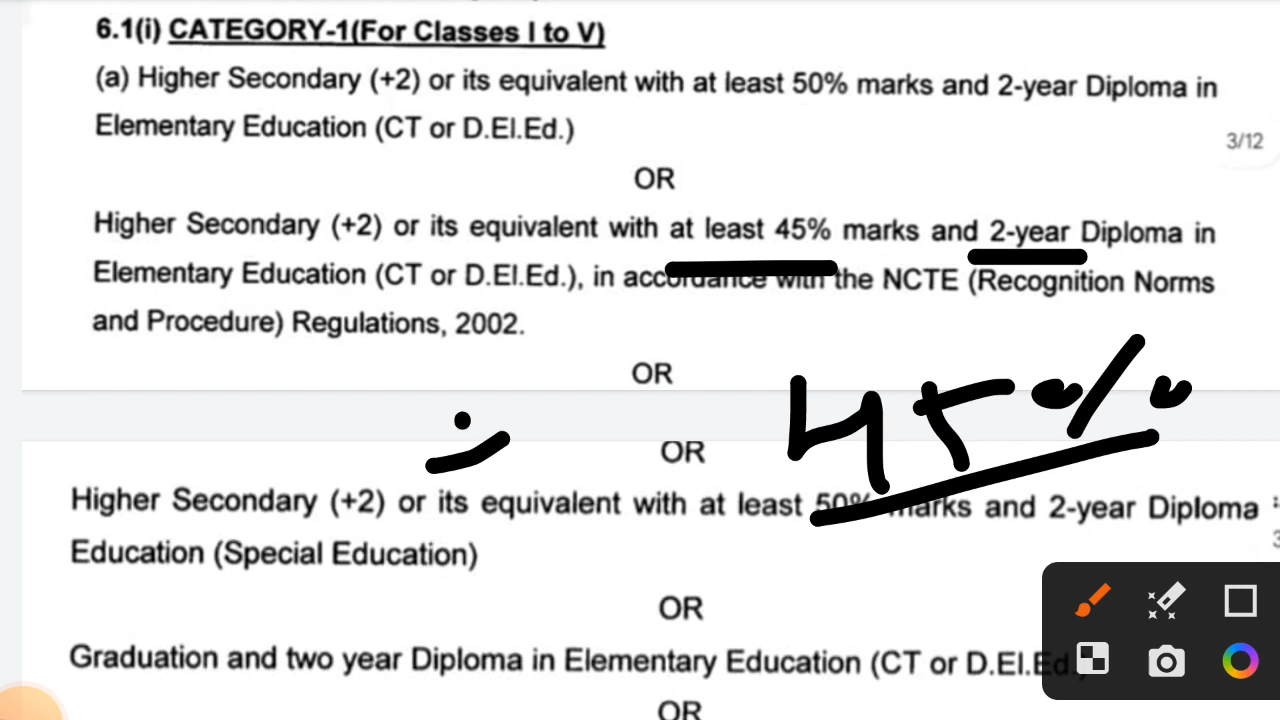 6.1(i) CATEGORY-1(For Classes I to V)
(a) Higher Secondary (+2) or its equivalent with at least 50% marks and 2-year Diploma in
Elementary Education (CT or D.El.Ed.)
3/12
OR
Higher Secondary (+2) or its equivalent with at least 45% marks and 2-year Diploma in
Elementary Education (CT or D.El.Ed.), in accordance with the NCTE (Recognition Norms
and Procedure) Regulations, 2002.
OR
45%
OR
Higher Secondary (+2) or its equivalent with at least 50% marks and 2-year Diploma
Education (Special Education)
OR
Graduation and two year Diploma in Elementary Education (CT or D.El.Ed.
OR